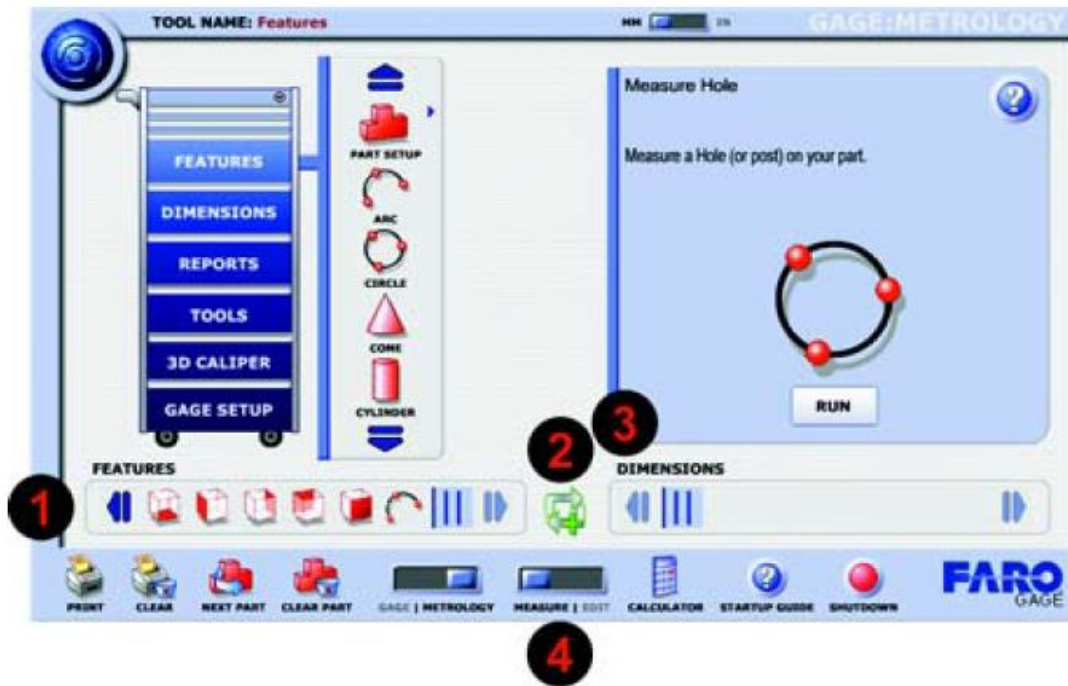 TOOL NAME: Features
MM IN
GAGE:METROLOGY
FEATURES
DIMENSIONS
REPORTS
TOOLS
3D CALIPER
GAGE SETUP
PART SETUP
ARC
CIRCLE
CONE
CYLINDER
Measure Hole
?
Measure a Hole (or post) on your part.
RUN
2
3
FEATURES
DIMENSIONS
1
PRINT
CLEAR
NEXT PART
CLEAR PART
GAGE | METROLOGY
MEASURE | EDIT
CALCULATOR
?
STARTUP GUIDE
SHUTDOWN
FARO
GAGE
4